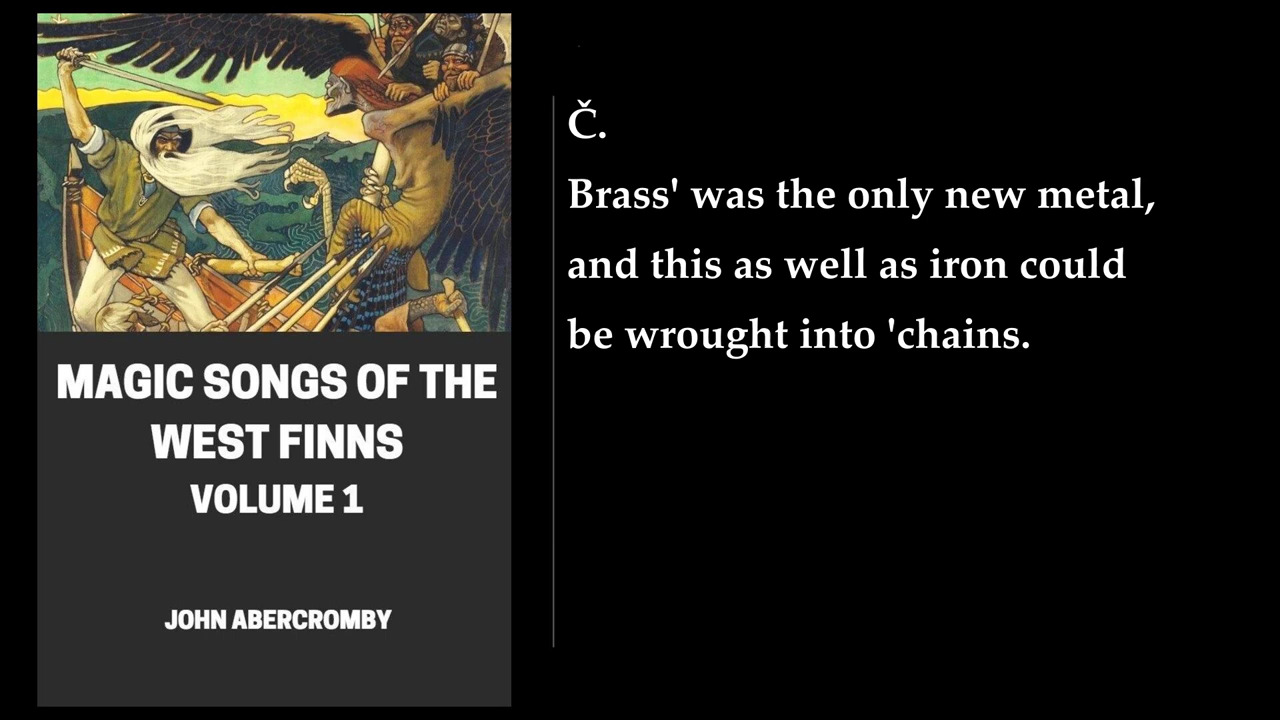 MAGIC SONGS OF THE
WEST FINNS
VOLUME 1
JOHN ABERCROMBY
Č.
Brass' was the only new metal,
and this as well as iron could
be wrought into 'chains.